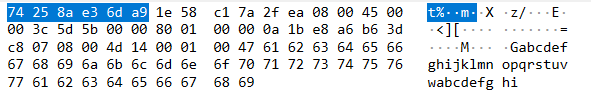 74 25 8a e3 6d a9 1e 58 c1 7a 2f ea 08 00 45 00 t%··m·X z/···E·
00 3c 5d 5b 00 00 80 01 00 00 0a 1b e8 a6 b6 3d ·<][···· ·······=
c8 07 08 00 4d 14 00 01 00 47 61 62 63 64 65 66 ····M··· ·Gabcdef
67 68 69 6a 6b 6c 6d 6e 6f 70 71 72 73 74 75 76 ghijklmn opqrstuv
77 61 62 63 64 65 66 67 68 69 wabcdefg hi